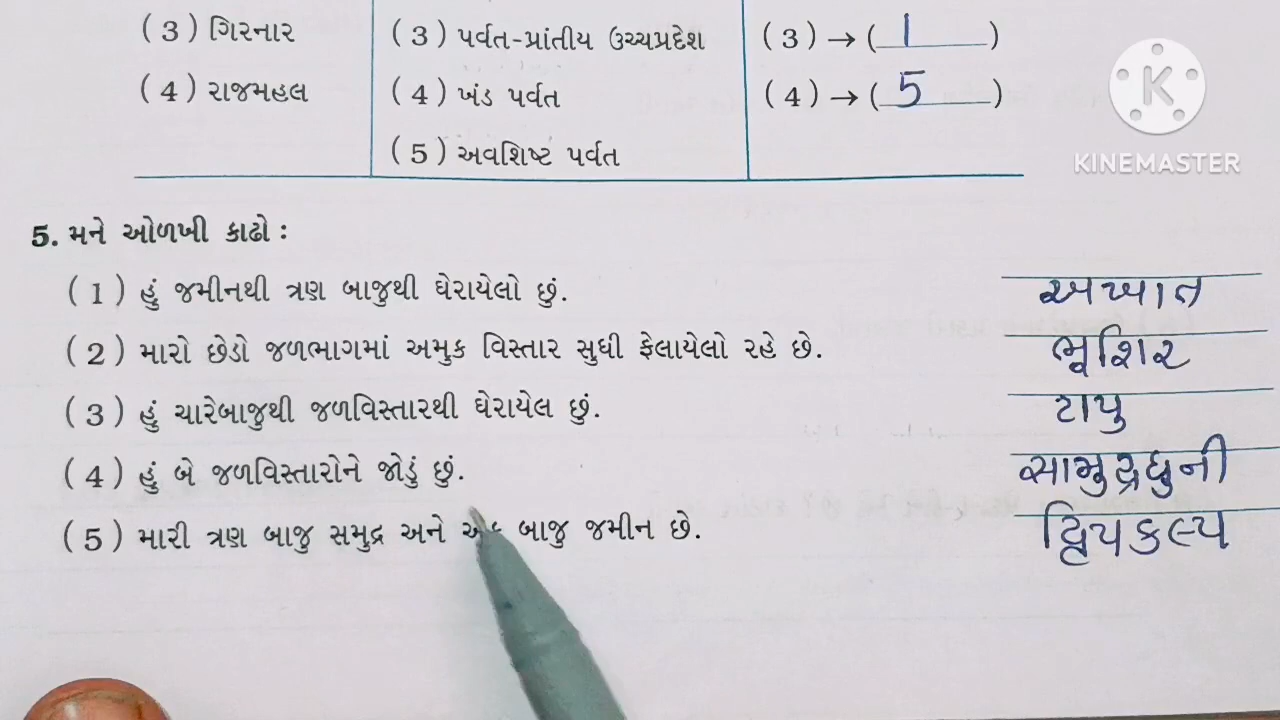 (3) ગિરનાર (3) પર્વત-પ્રાંતીય ઉચ્ચપ્રદેશ (3) → ( 1 )
(4) રાજમહલ (4) ખંડ પર્વત (4) → ( 5 )
(5) અવશિષ્ટ પર્વત
KINEMASTER
5. મને ઓળખી કાઢો :
(1) હું જમીનથી ત્રણ બાજુથી ઘેરાયેલો છું. અખાત
(2) મારો છેડો જળભાગમાં અમુક વિસ્તાર સુધી ફેલાયેલો રહે છે. ભૂશિર
(3) હું ચારેબાજુથી જળવિસ્તારથી ઘેરાયેલ છું. ટાપુ
(4) હું બે જળવિસ્તારોને જોડું છું. સામુદ્રધુની
(5) મારી ત્રણ બાજુ સમુદ્ર અને એક બાજુ જમીન છે. દ્વિપકલ્પ